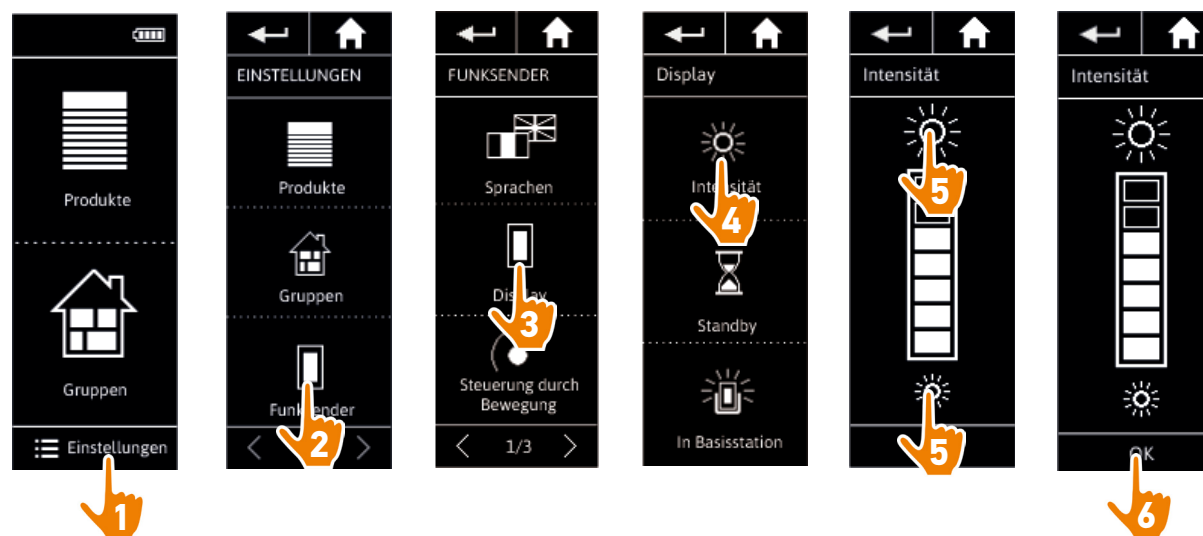 Produkte
Gruppen
Einstellungen
1
EINSTELLUNGEN
Produkte
Gruppen
Funksender
2
FUNKSENDER
Sprachen
Display
3
Steuerung durch
Bewegung
1/3
Display
Intensität
4
Standby
In Basisstation
Intensität
5
5
Intensität
OK
6